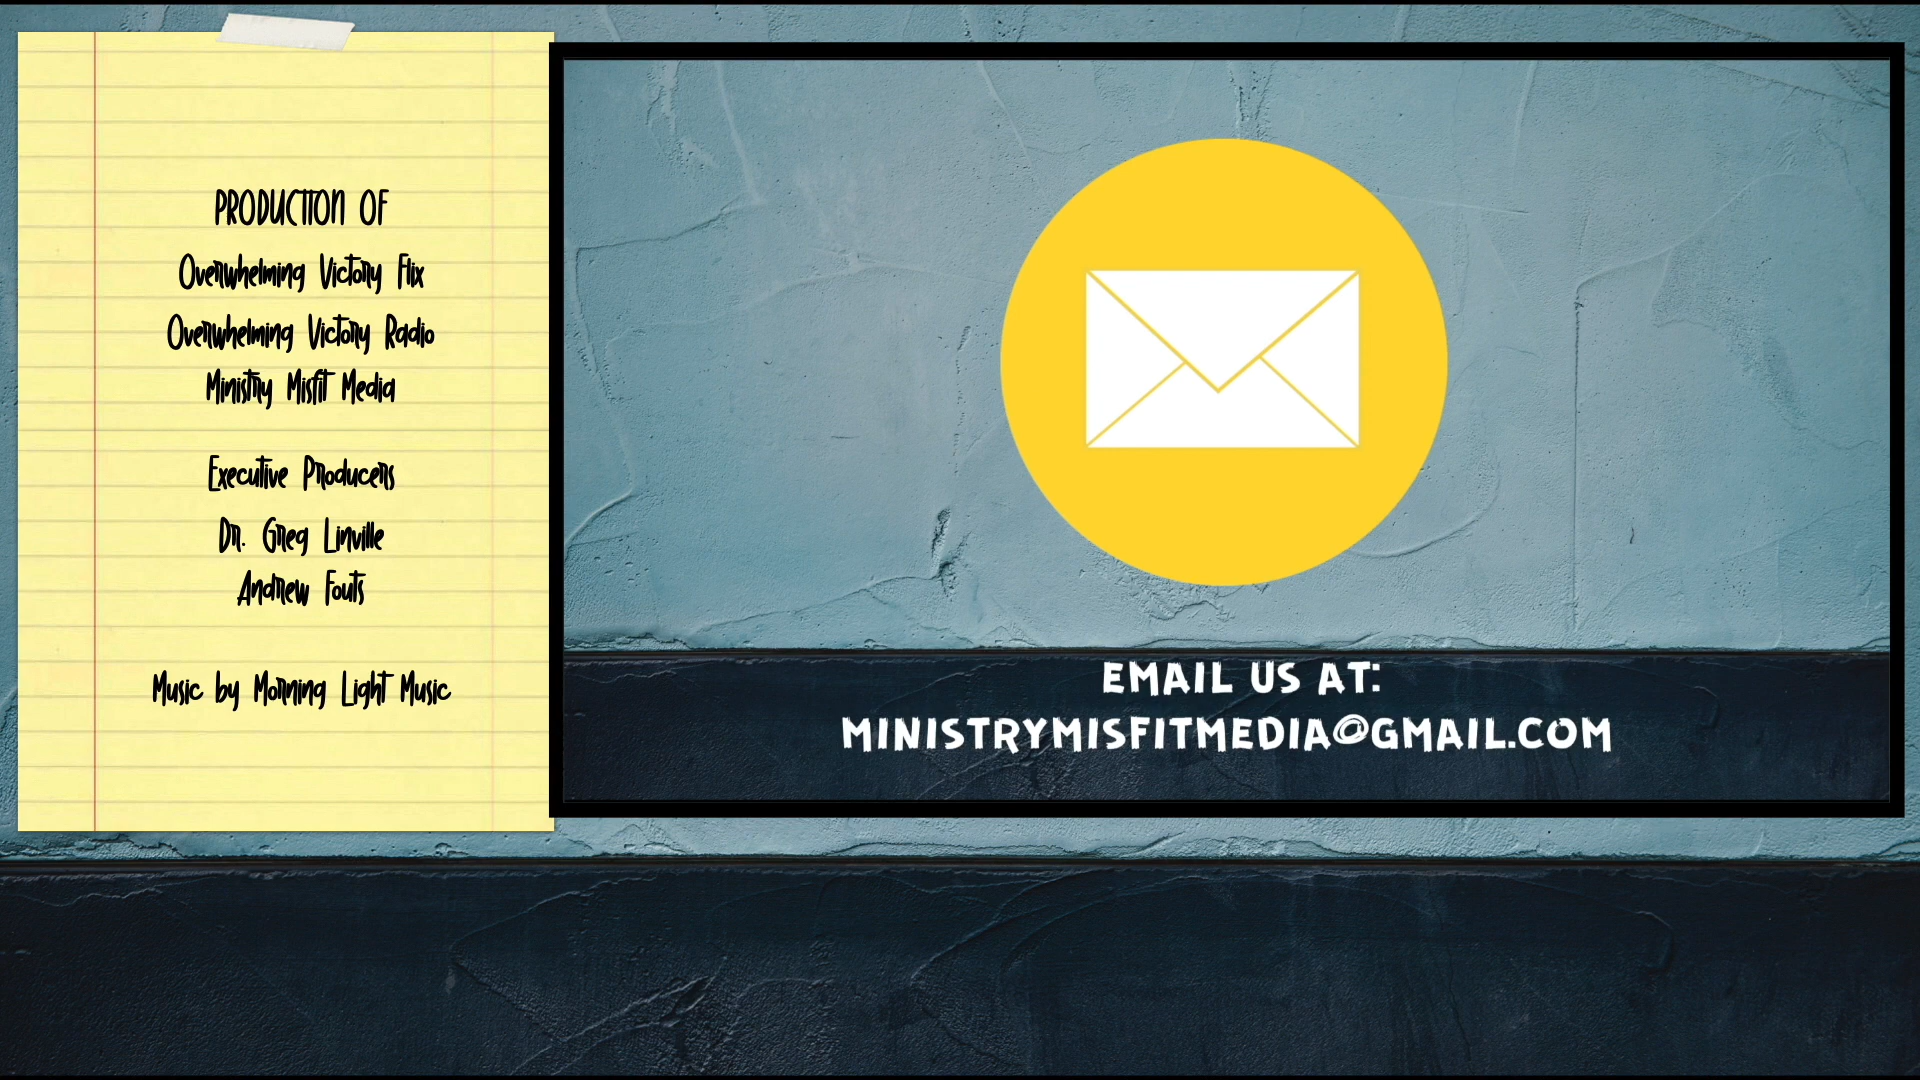 PRODUCTION OF
Overwhelming Victory Flix
Overwhelming Victory Radio
Ministry Misfit Media
Executive Producers
Dr. Greg Linville
Andrew Fouts
Music by Morning Light Music
EMAIL US AT:
MINISTRYMISFITMEDIA@GMAIL.COM